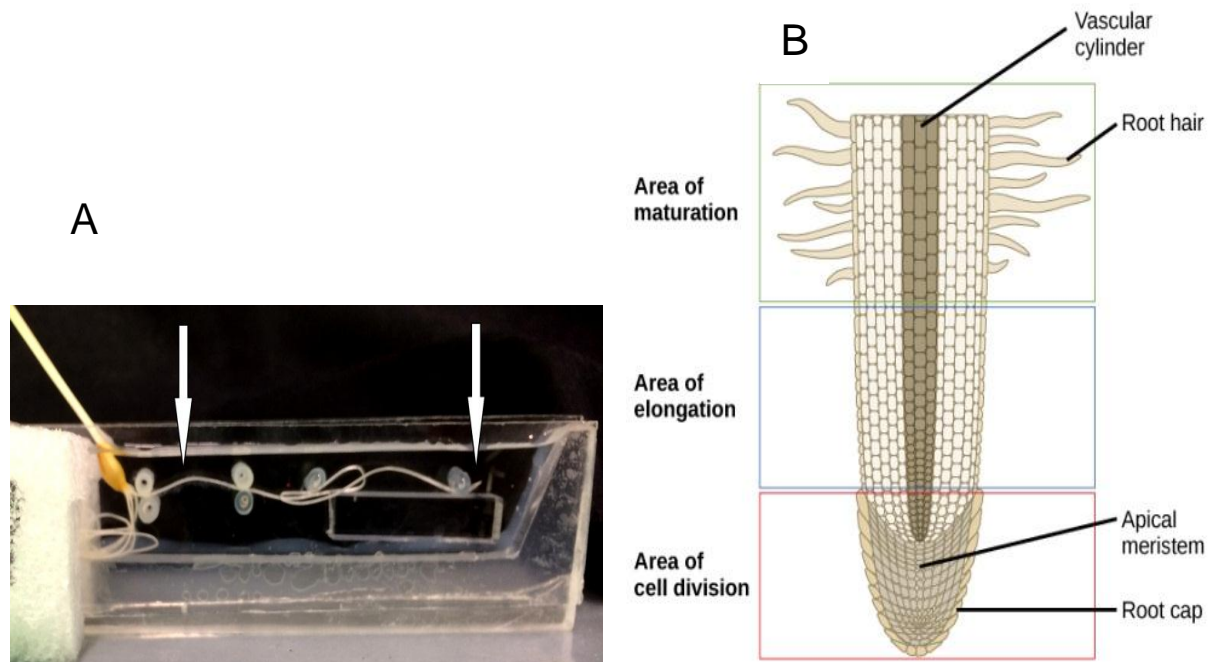 A
B
Vascular
cylinder
Root hair
Area of
maturation
Area of
elongation
Area of
cell division
Apical
meristem
Root cap